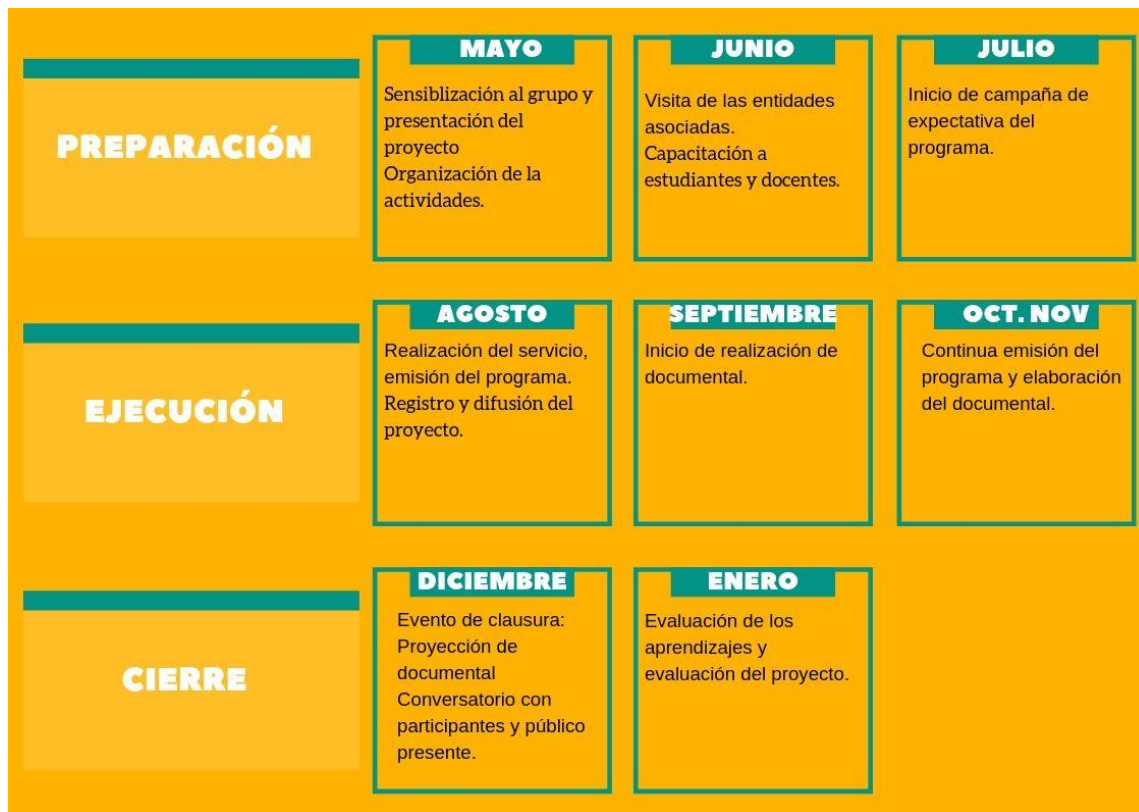 PREPARACIÓN
MAYO
Sensiblización al grupo y
presentación del
proyecto
Organización de la
actividades.
JUNIO
Visita de las entidades
asociadas.
Capacitación a
estudiantes y docentes.
JULIO
Inicio de campaña de
expectativa del
programa.
EJECUCIÓN
AGOSTO
Realización del servicio,
emisión del programa.
Registro y difusión del
proyecto.
SEPTIEMBRE
Inicio de realización de
documental.
OCT. NOV
Continua emisión del
programa y elaboración
del documental.
CIERRE
DICIEMBRE
Evento de clausura:
Proyección de
documental
Conversatorio con
participantes y público
presente.
ENERO
Evaluación de los
aprendizajes y
evaluación del proyecto.